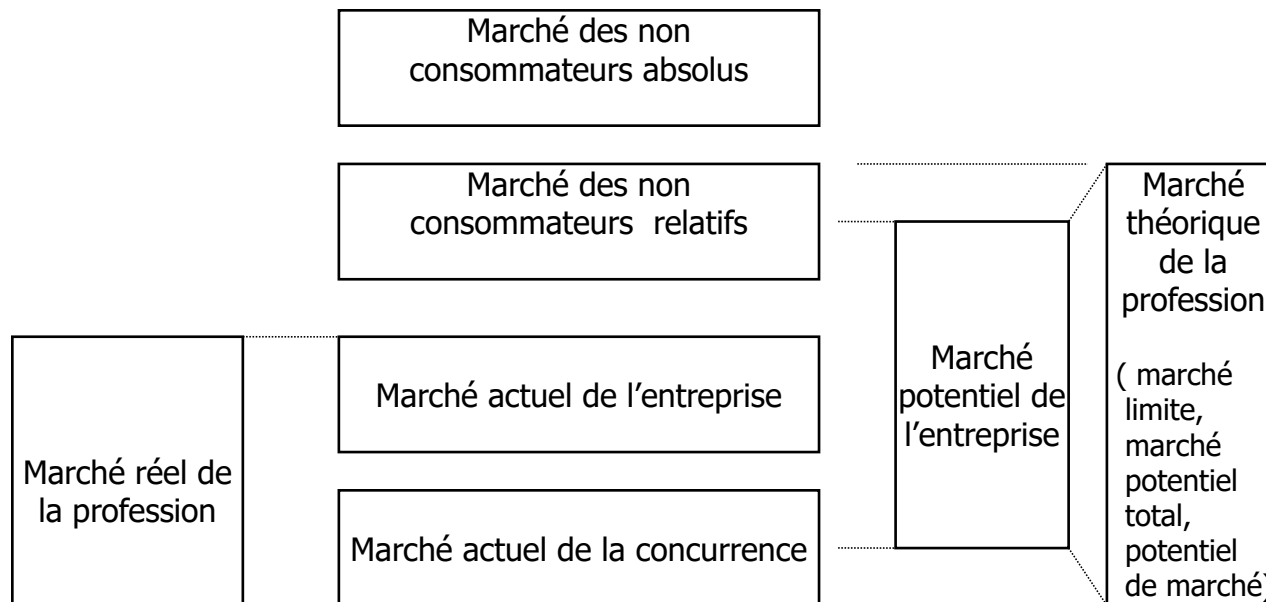 Marché des non
consommateurs absolus
Marché des non
consommateurs relatifs
Marché
théorique
de la
profession
( marché
limite,
marché
potentiel
total,
potentiel
de marché)
Marché
potentiel de
l’entreprise
Marché actuel de l’entreprise
Marché réel de
la profession
Marché actuel de la concurrence